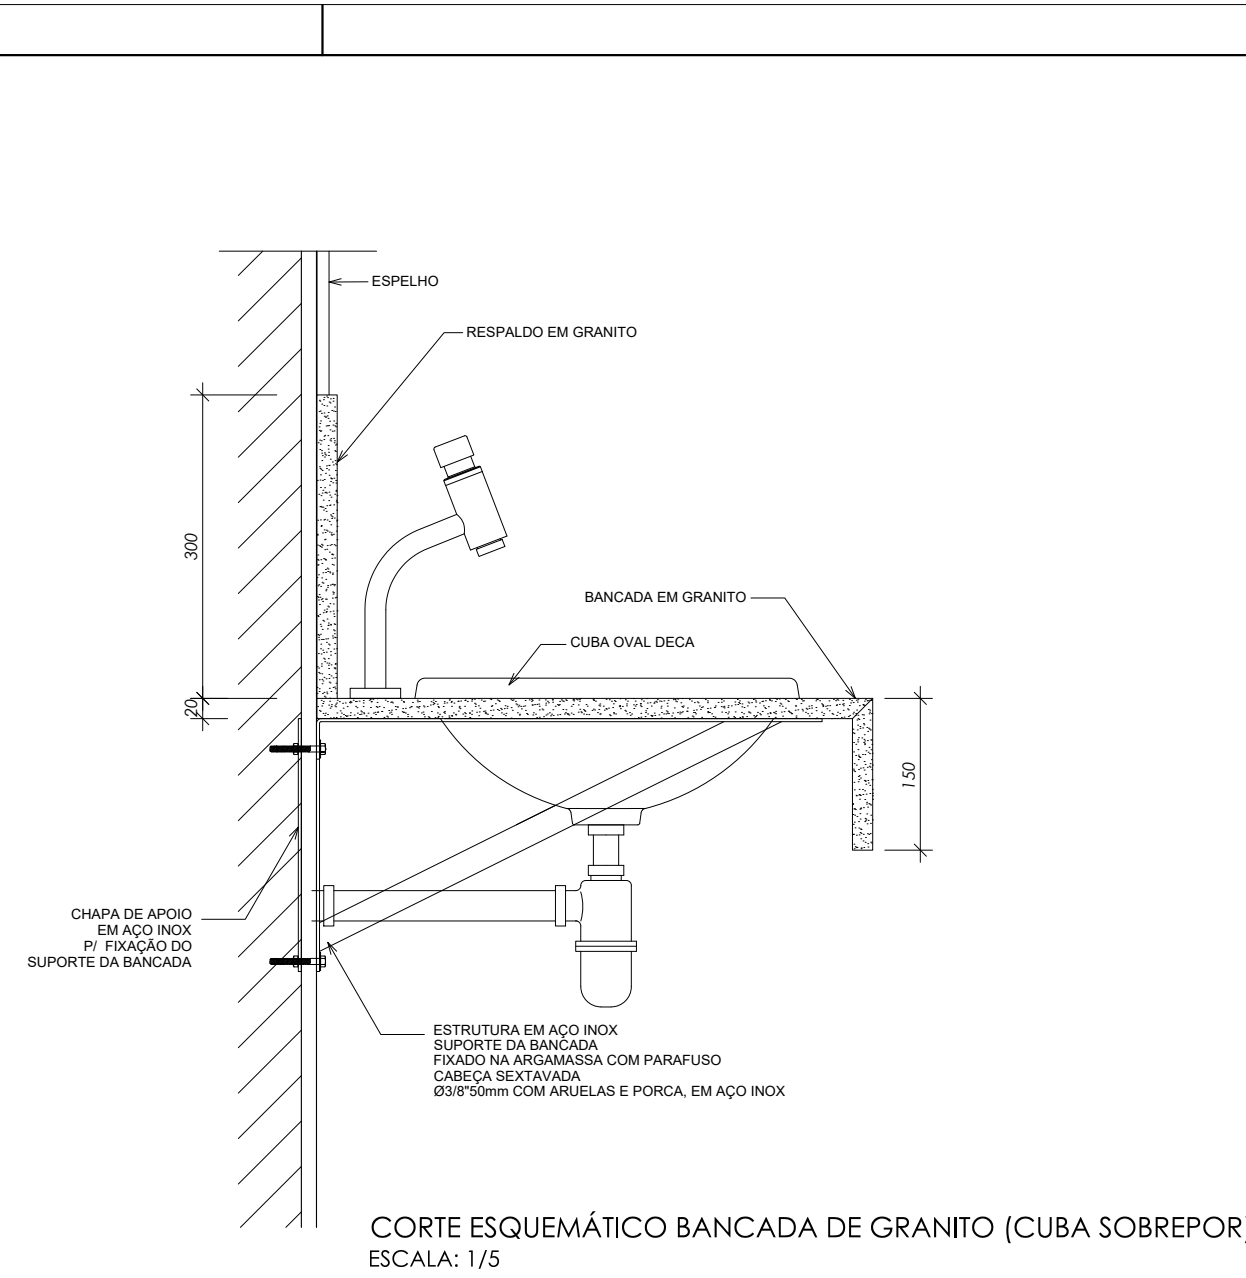 ESPELHO
RESPALDO EM GRANITO
300
BANCADA EM GRANITO
CUBA OVAL DECA
20
150
CHAPA DE APOIO
EM AÇO INOX
P/ FIXAÇÃO DO
SUPORTE DA BANCADA
ESTRUTURA EM AÇO INOX
SUPORTE DA BANCADA
FIXADO NA ARGAMASSA COM PARAFUSO
CABEÇA SEXTAVADA
Ø3/8"50mm COM ARUELAS E PORCA, EM AÇO INOX
CORTE ESQUEMÁTICO BANCADA DE GRANITO (CUBA SOBREPOR)
ESCALA: 1/5